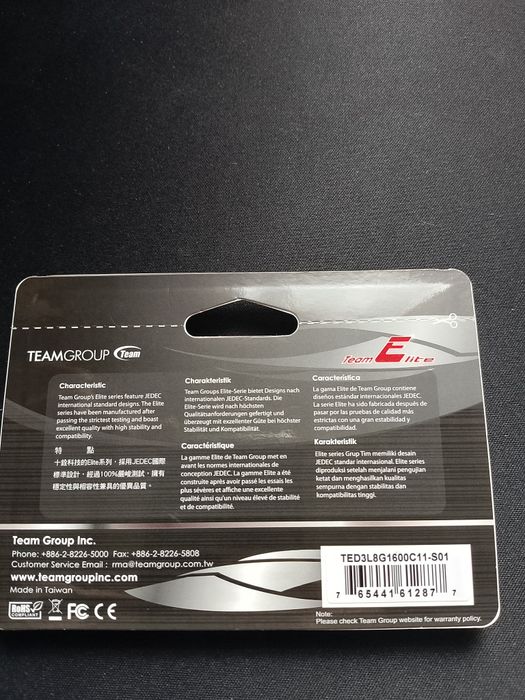 TEAMGROUP Team
Team Elite
Characteristic
Team Group's Elite series feature JEDEC
international standard designs. The Elite
series have been manufactured after
passing the strictest testing and boast
excellent quality with high stability and
compatibility.
特 點
十銓科技的Elite系列，採用JEDEC國際
標準設計，經過100%嚴梭測試，擁有
穩定性與相容性兼具的優異品質。
Charakteristik
Team Groups Elite-Serie bietet Designs nach
internationalen JEDEC-Standards. Die
Elite-Serie wird nach höchsten
Qualitätsanforderungen gefertigt und
überzeugt mit excellenter Güte bei höchster
Stabilität und Kompatibilität.
Caractéristique
La gamme Elite de Team Group met en
avant les normes internationales de
conception JEDEC. La gamme Elite a été
construite après avoir passé les essais les
plus sévères et affiche une excellente
qualité ainsi qu'un niveau élevé de stabilité
et de compatibilité.
Característica
La gama Elite de Team Group contiene
diseños estándar internacionales JEDEC.
La serie Elite ha sido fabricada después de
pasar por las pruebas de calidad más
estrictas con una gran estabilidad y
compatibilidad.
Karakteristik
Elite series Grup Tim memiliki desain
JEDEC standar internasional. Elite series
diproduksi setelah menjalani pengujian
ketat dan menghasilkan kualitas
sempurna dengan stabilitas dan
kompatibilitas tinggi.
Team Group Inc.
Phone: +886-2-8226-5000 Fax: +886-2-8226-5808
Customer Service Email : rma@teamgroup.com.tw
www.teamgroupinc.com
Made in Taiwan
RoHS
COMPLIANT
FC CE
TED3L8G1600C11-S01
7 65441 61287 7
Note:
Please check Team Group website for warranty policy.